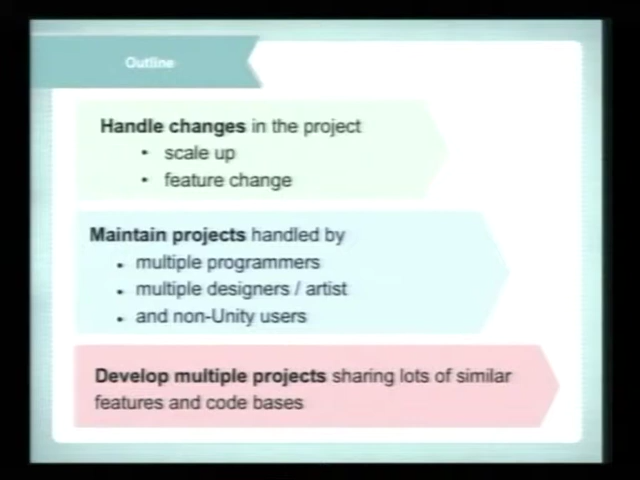 Outline
Handle changes in the project
• scale up
• feature change
Maintain projects handled by
• multiple programmers
• multiple designers / artist
• and non-Unity users
Develop multiple projects sharing lots of similar
features and code bases